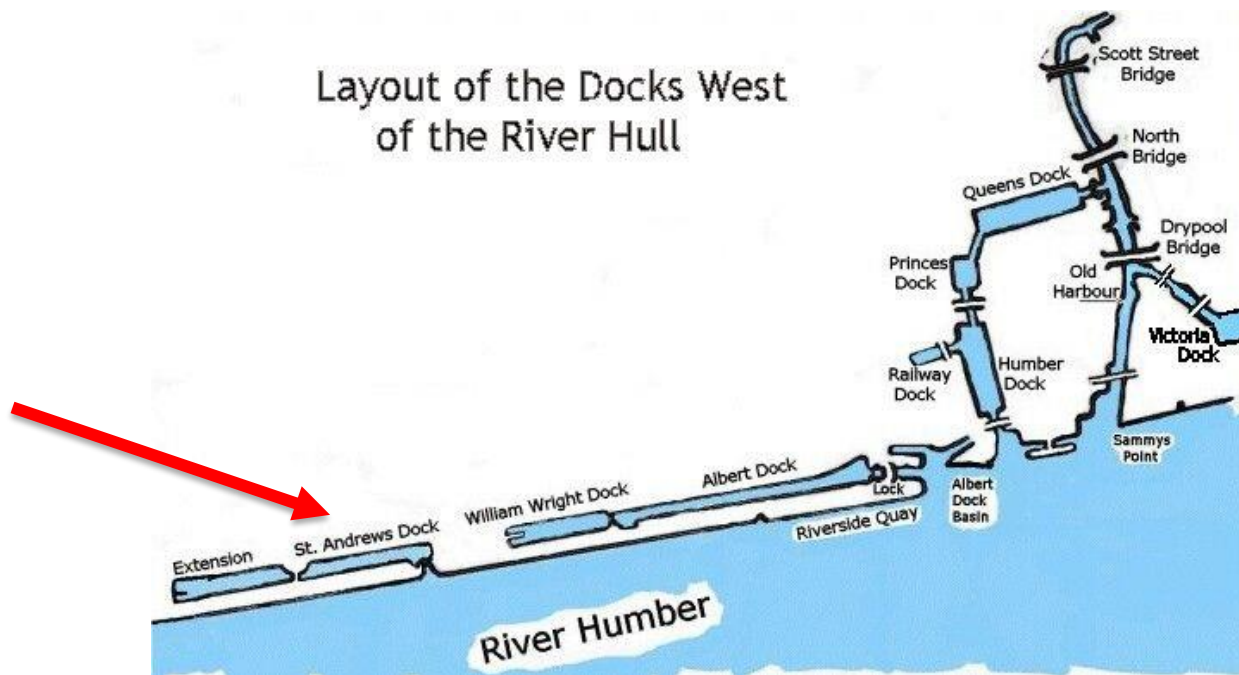 Layout of the Docks West
of the River Hull
Scott Street
Bridge
North
Bridge
Queens Dock
Drypool
Bridge
Princes
Dock
Old
Harbour
Victoria
Dock
Railway
Dock
Humber
Dock
Sammys
Point
Albert Dock
Lock
Albert
Dock
Basin
William Wright Dock
Riverside Quay
St. Andrews Dock
Extension
River Humber